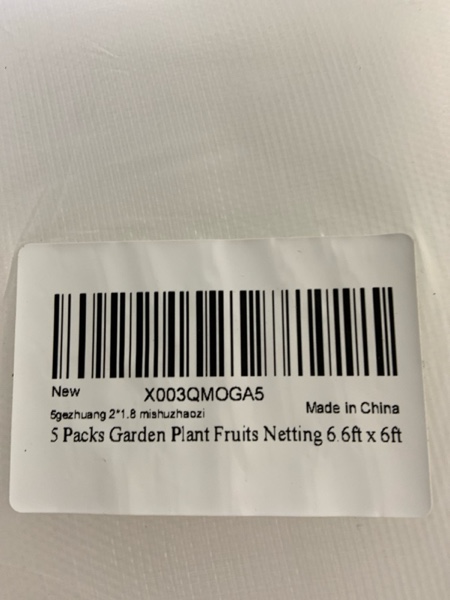 New X003QMOGA5
5gezhuang 2*1.8 mishuzhaozi Made in China
5 Packs Garden Plant Fruits Netting 6.6ft x 6ft